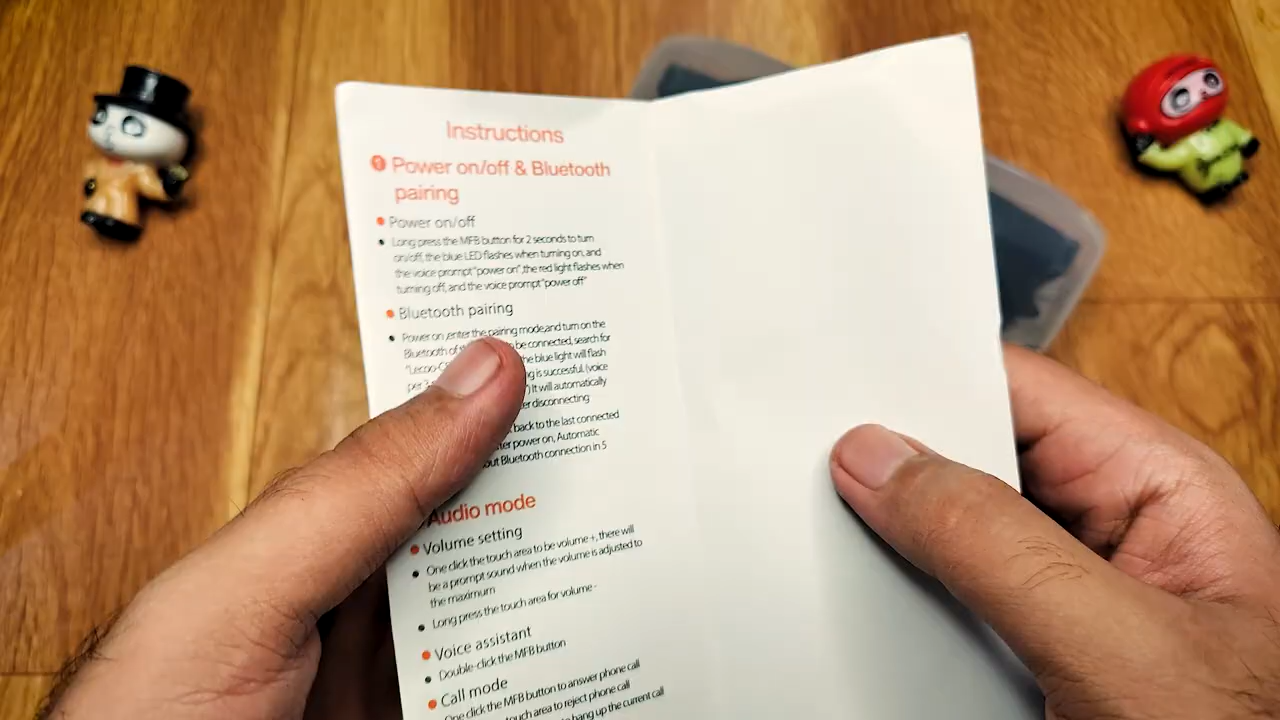 Instructions
1 Power on/off & Bluetooth
pairing
Power on/off
Long press the MFB button for 2 seconds to turn
on/off, the blue LED flashes when turning on, and
the voice prompt "power on", the red light flashes when
turning off, and the voice prompt "power off"
Bluetooth pairing
Power on ,enter the pairing mode,and turn on the
Bluetooth of be connected, search for
"Lecoo- the blue light will flash
per is successful. (voice
It will automatically
disconnecting
back to the last connected
power on, Automatic
Bluetooth connection in 5
Audio mode
Volume setting
One click the touch area to be volume +, there will
be a prompt sound when the volume is adjusted to
the maximum
Long press the touch area for volume -
Voice assistant
Double-click the MFB button
Call mode
One click the MFB button to answer phone call
touch area to reject phone call
to hang up the current call